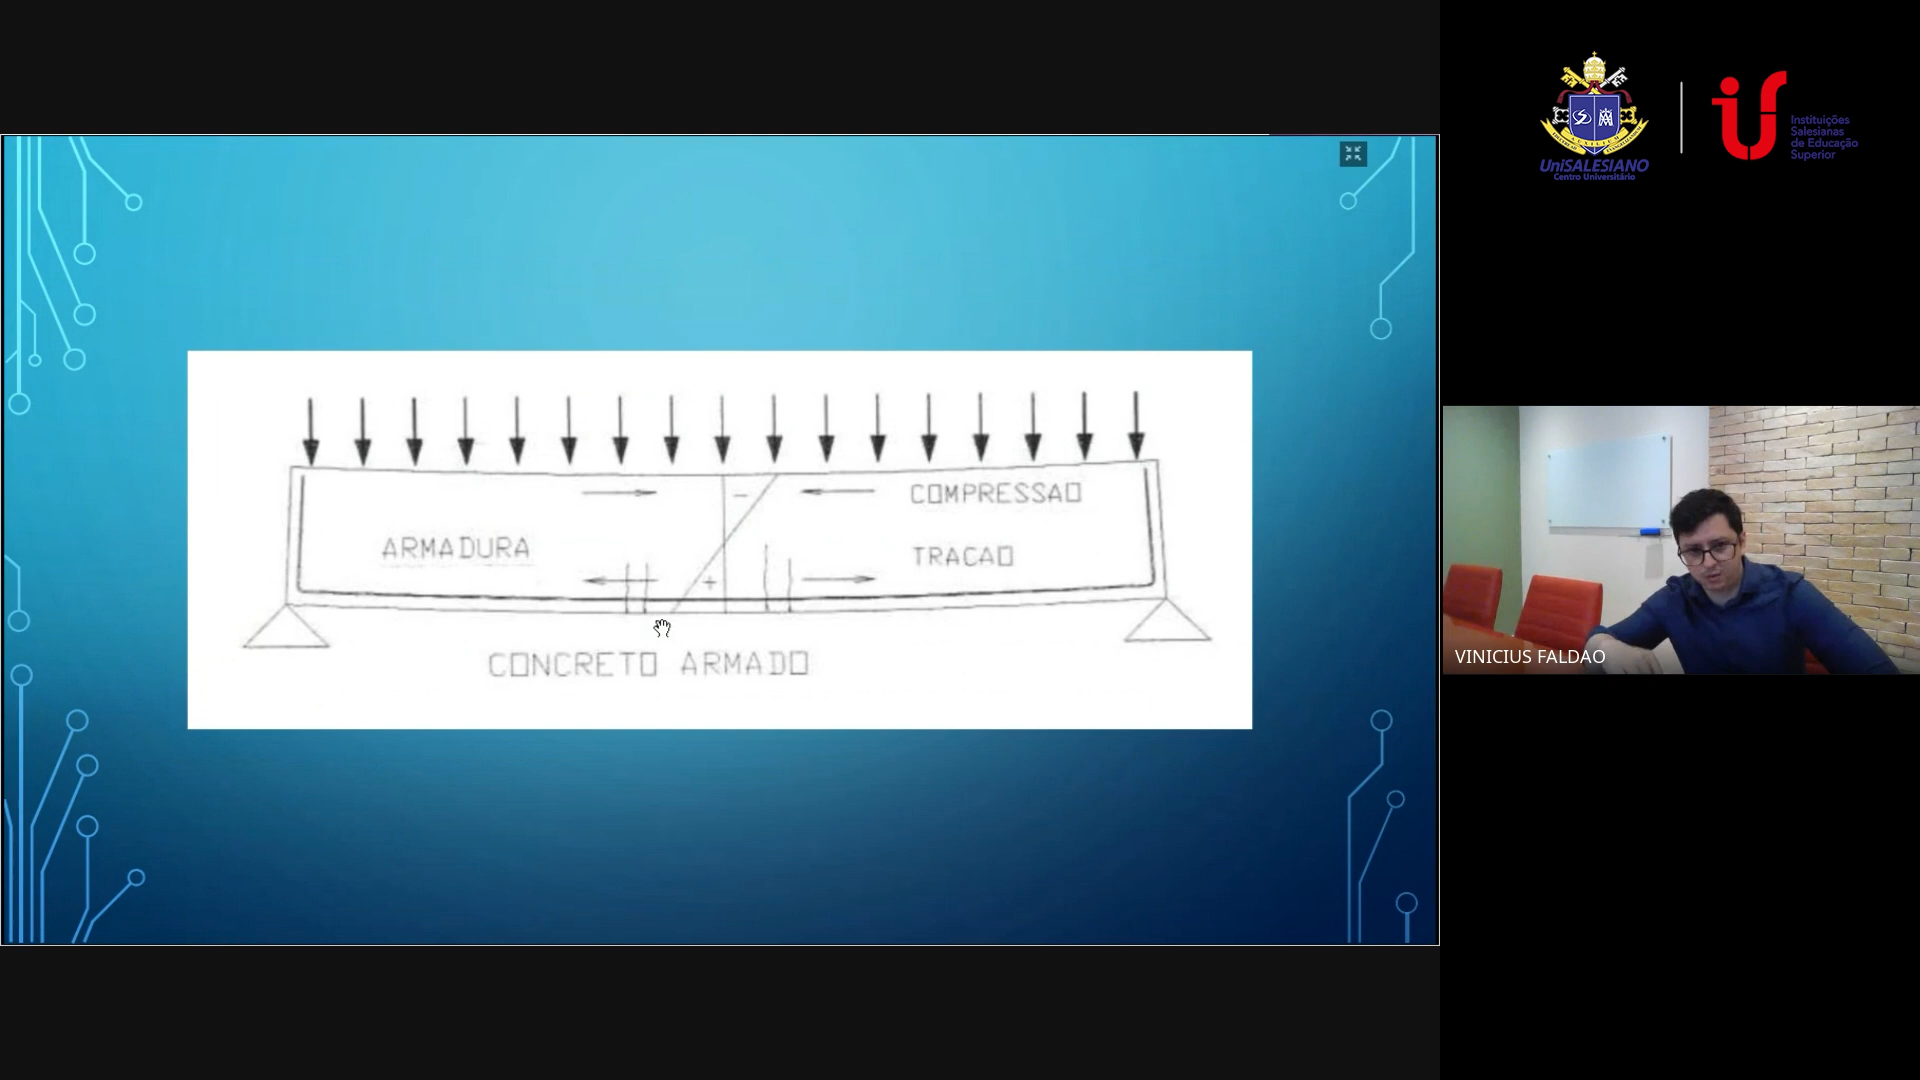 COMPRESSAO
ARMADURA
TRACAO
CONCRETO ARMADO
UniSALESIANO
Centro Universitário
Instituições
Salesianas
de Educação
Superior
VINICIUS FALDAO